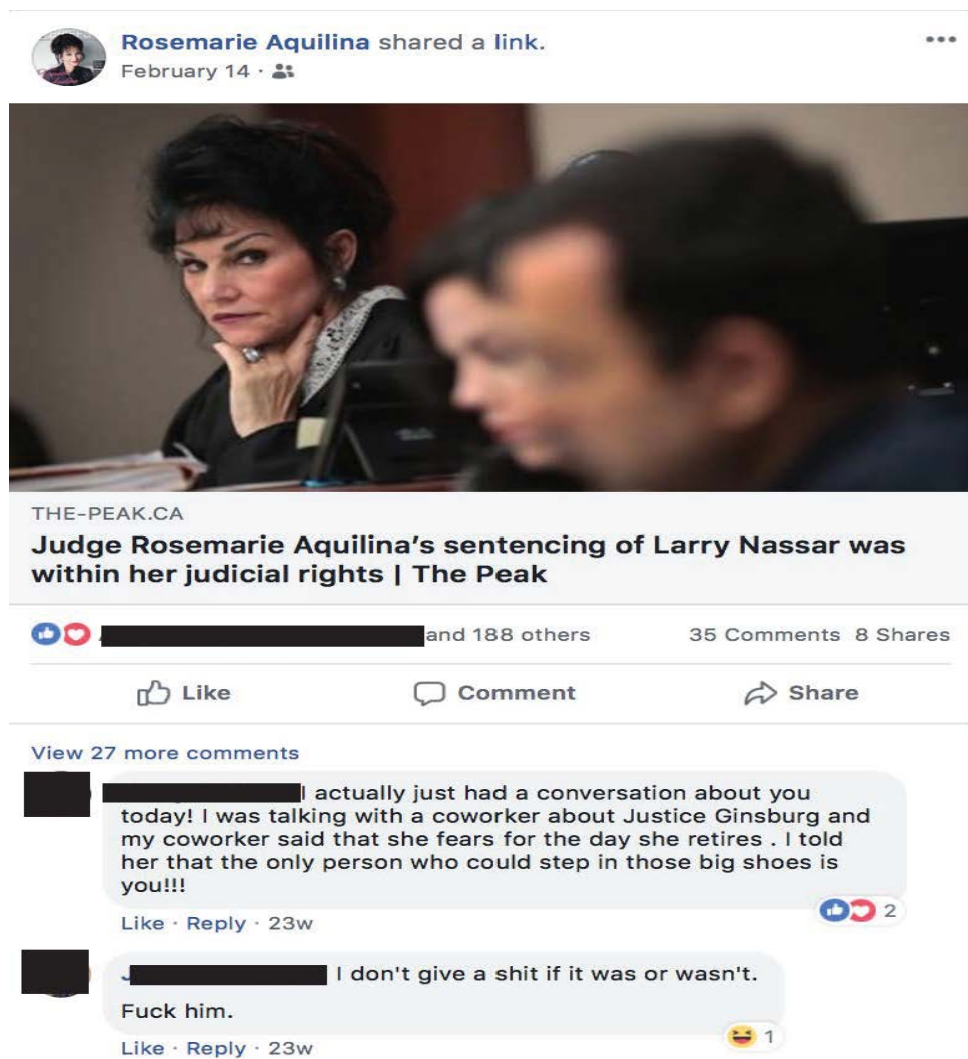 Rosemarie Aquilina shared a link.
February 14 ·
THE-PEAK.CA
Judge Rosemarie Aquilina's sentencing of Larry Nassar was
within her judicial rights | The Peak
and 188 others
35 Comments 8 Shares
Like
Comment
Share
View 27 more comments
I actually just had a conversation about you
today! I was talking with a coworker about Justice Ginsburg and
my coworker said that she fears for the day she retires . I told
her that the only person who could step in those big shoes is
you!!!
2
Like · Reply · 23w
I don't give a shit if it was or wasn't.
Fuck him.
1
Like · Reply · 23w